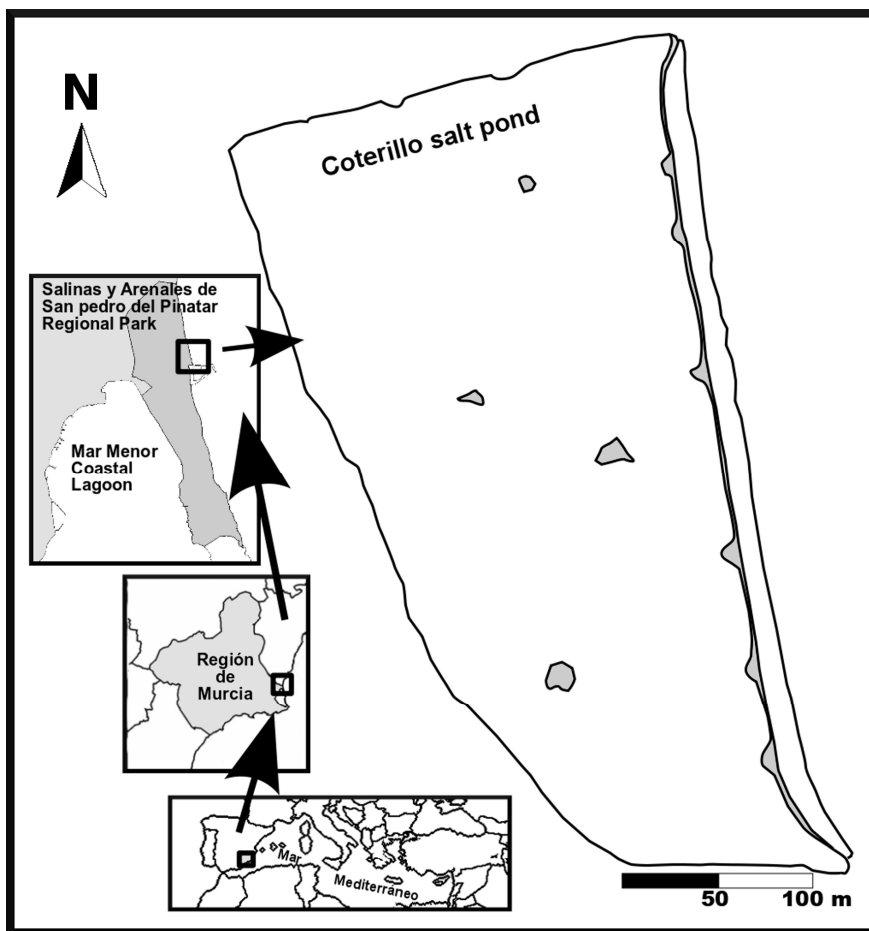 N
Coterillo salt pond
Salinas y Arenales de
San pedro del Pinatar
Regional Park
Mar Menor
Coastal
Lagoon
Región
de
Murcia
Mar
Mediterráneo
50 100 m